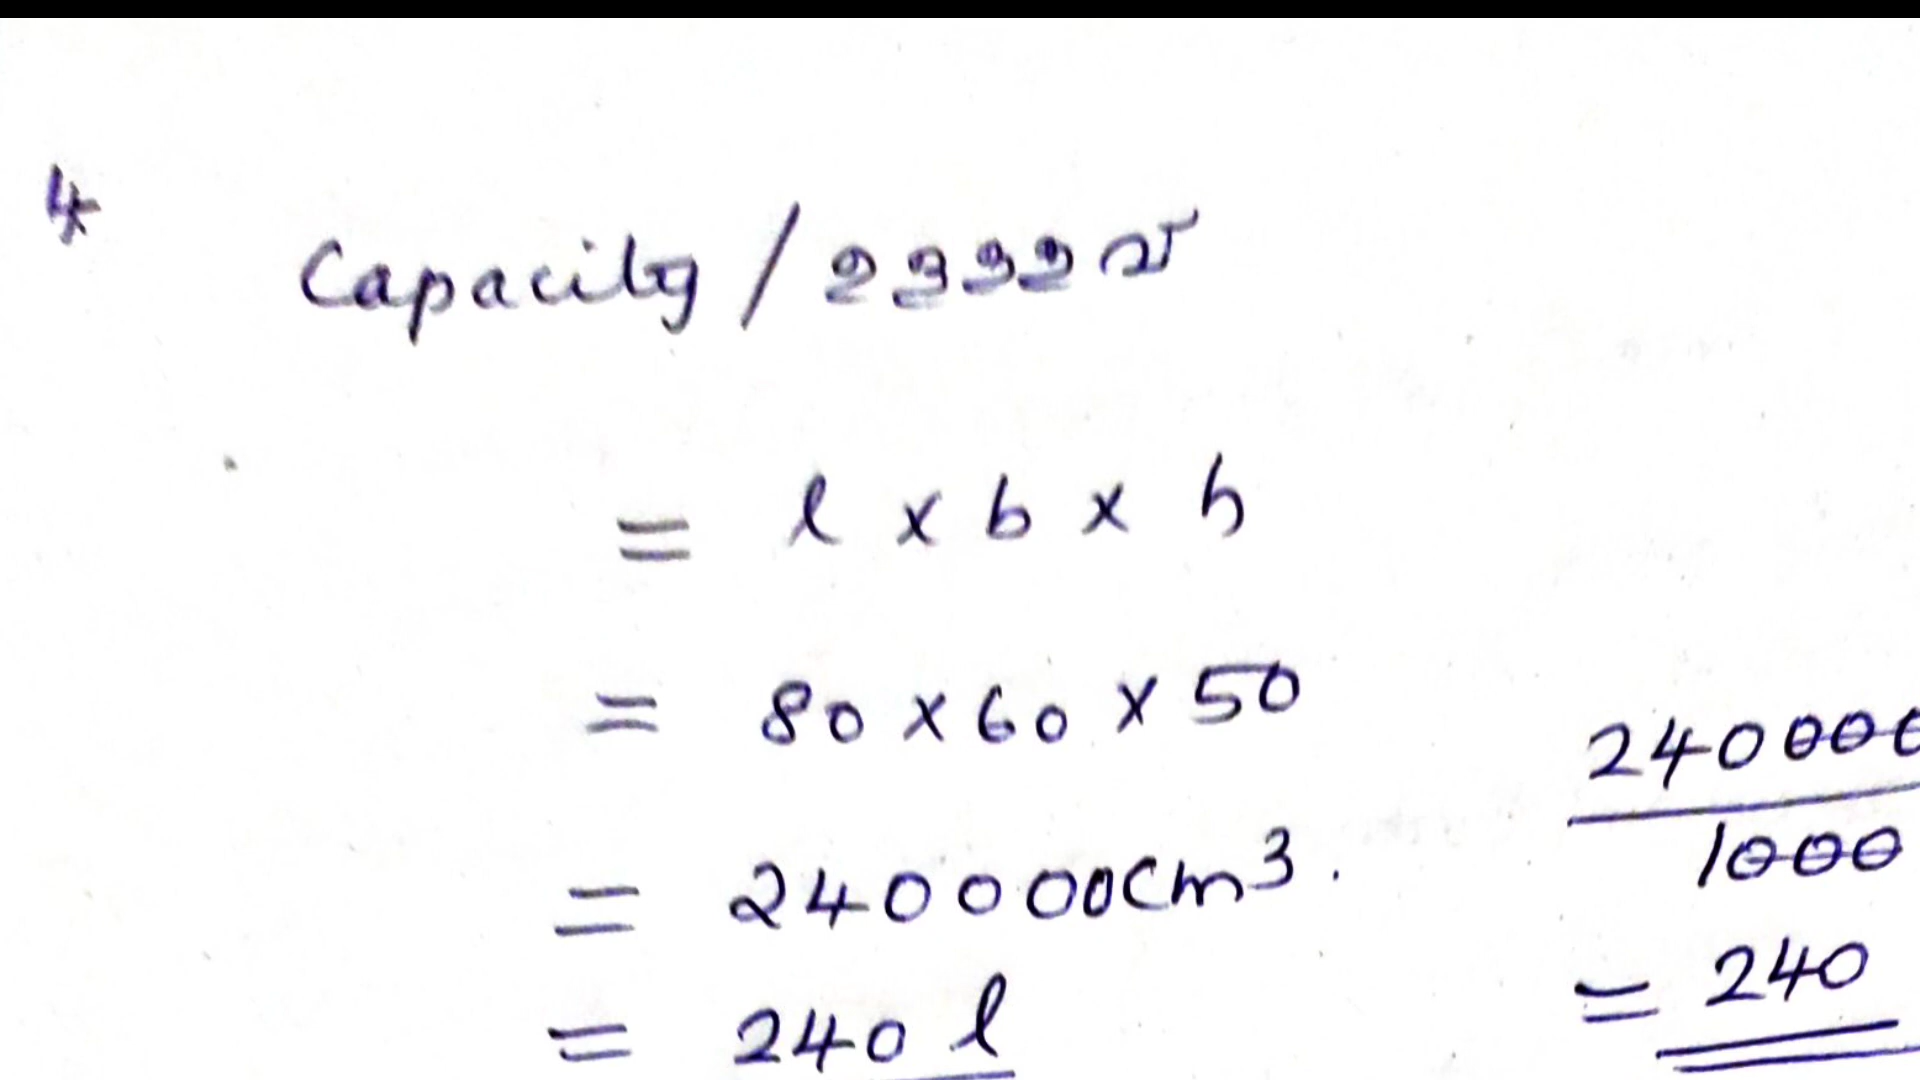 4
Capacity / ഉള്ളളവ്
= l x b x h
= 80 x 60 x 50
= 240000cm³.
= 240 l
240000
1000
= 240